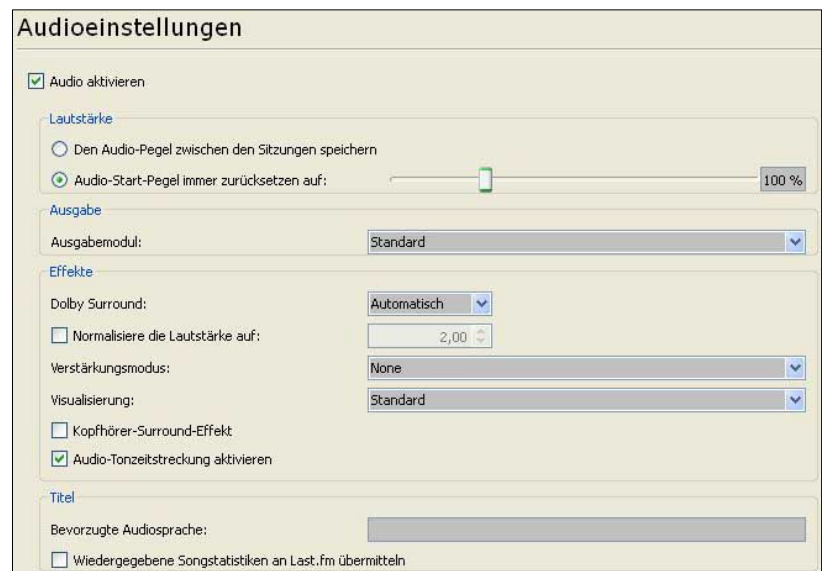 Audioeinstellungen
Audio aktivieren
Lautstärke
Den Audio-Pegel zwischen den Sitzungen speichern
Audio-Start-Pegel immer zurücksetzen auf: 100 %
Ausgabe
Ausgabemodul: Standard
Effekte
Dolby Surround: Automatisch
Normalisiere die Lautstärke auf: 2,00
Verstärkungsmodus: None
Visualisierung: Standard
Kopfhörer-Surround-Effekt
Audio-Tonzeitstreckung aktivieren
Titel
Bevorzugte Audiosprache:
Wiedergegebene Songstatistiken an Last.fm übermitteln